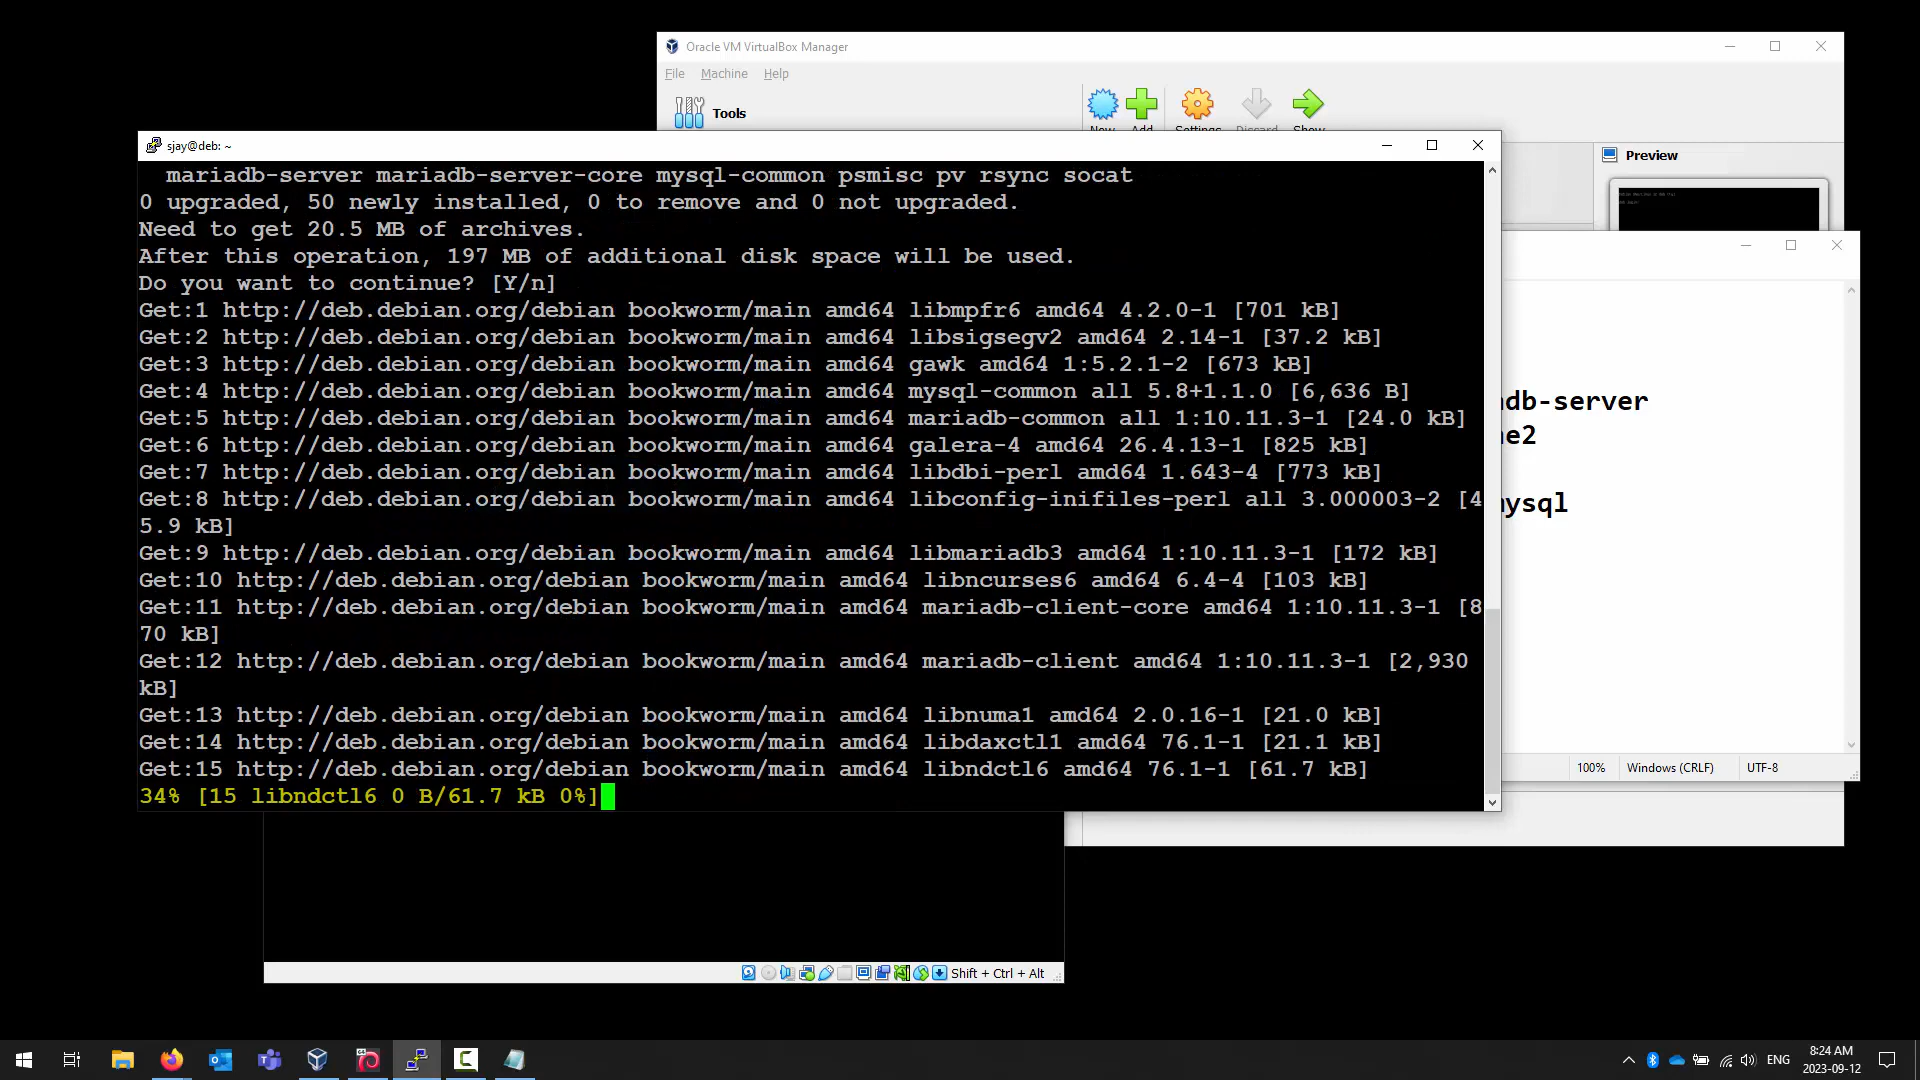 Oracle VM VirtualBox Manager
File Machine Help
Tools
New Add Settings Discard Show
Preview
sjay@deb: ~
mariadb-server mariadb-server-core mysql-common psmisc pv rsync socat
0 upgraded, 50 newly installed, 0 to remove and 0 not upgraded.
Need to get 20.5 MB of archives.
After this operation, 197 MB of additional disk space will be used.
Do you want to continue? [Y/n]
Get:1 http://deb.debian.org/debian bookworm/main amd64 libmpfr6 amd64 4.2.0-1 [701 kB]
Get:2 http://deb.debian.org/debian bookworm/main amd64 libsigsegv2 amd64 2.14-1 [37.2 kB]
Get:3 http://deb.debian.org/debian bookworm/main amd64 gawk amd64 1:5.2.1-2 [673 kB]
Get:4 http://deb.debian.org/debian bookworm/main amd64 mysql-common all 5.8+1.1.0 [6,636 B]
Get:5 http://deb.debian.org/debian bookworm/main amd64 mariadb-common all 1:10.11.3-1 [24.0 kB]
Get:6 http://deb.debian.org/debian bookworm/main amd64 galera-4 amd64 26.4.13-1 [825 kB]
Get:7 http://deb.debian.org/debian bookworm/main amd64 libdbi-perl amd64 1.643-4 [773 kB]
Get:8 http://deb.debian.org/debian bookworm/main amd64 libconfig-inifiles-perl all 3.000003-2 [4
5.9 kB]
Get:9 http://deb.debian.org/debian bookworm/main amd64 libmariadb3 amd64 1:10.11.3-1 [172 kB]
Get:10 http://deb.debian.org/debian bookworm/main amd64 libncurses6 amd64 6.4-4 [103 kB]
Get:11 http://deb.debian.org/debian bookworm/main amd64 mariadb-client-core amd64 1:10.11.3-1 [8
70 kB]
Get:12 http://deb.debian.org/debian bookworm/main amd64 mariadb-client amd64 1:10.11.3-1 [2,930
kB]
Get:13 http://deb.debian.org/debian bookworm/main amd64 libnuma1 amd64 2.0.16-1 [21.0 kB]
Get:14 http://deb.debian.org/debian bookworm/main amd64 libdaxctl1 amd64 76.1-1 [21.1 kB]
Get:15 http://deb.debian.org/debian bookworm/main amd64 libndctl6 amd64 76.1-1 [61.7 kB]
34% [15 libndctl6 0 B/61.7 kB 0%]
adb-server
he2
mysql
100% Windows (CRLF) UTF-8
Shift + Ctrl + Alt
ENG
8:24 AM
2023-09-12